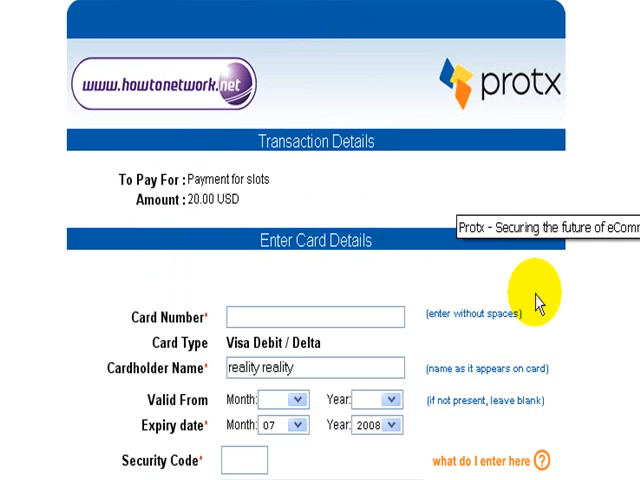 www.howtonetwork.net
protx
Transaction Details
To Pay For : Payment for slots
Amount : 20.00 USD
Enter Card Details
Protx - Securing the future of eComm
Card Number* (enter without spaces)
Card Type Visa Debit / Delta
Cardholder Name* reality reality (name as it appears on card)
Valid From Month: Year: (if not present, leave blank)
Expiry date* Month: 07 Year: 2008
Security Code* what do I enter here ?